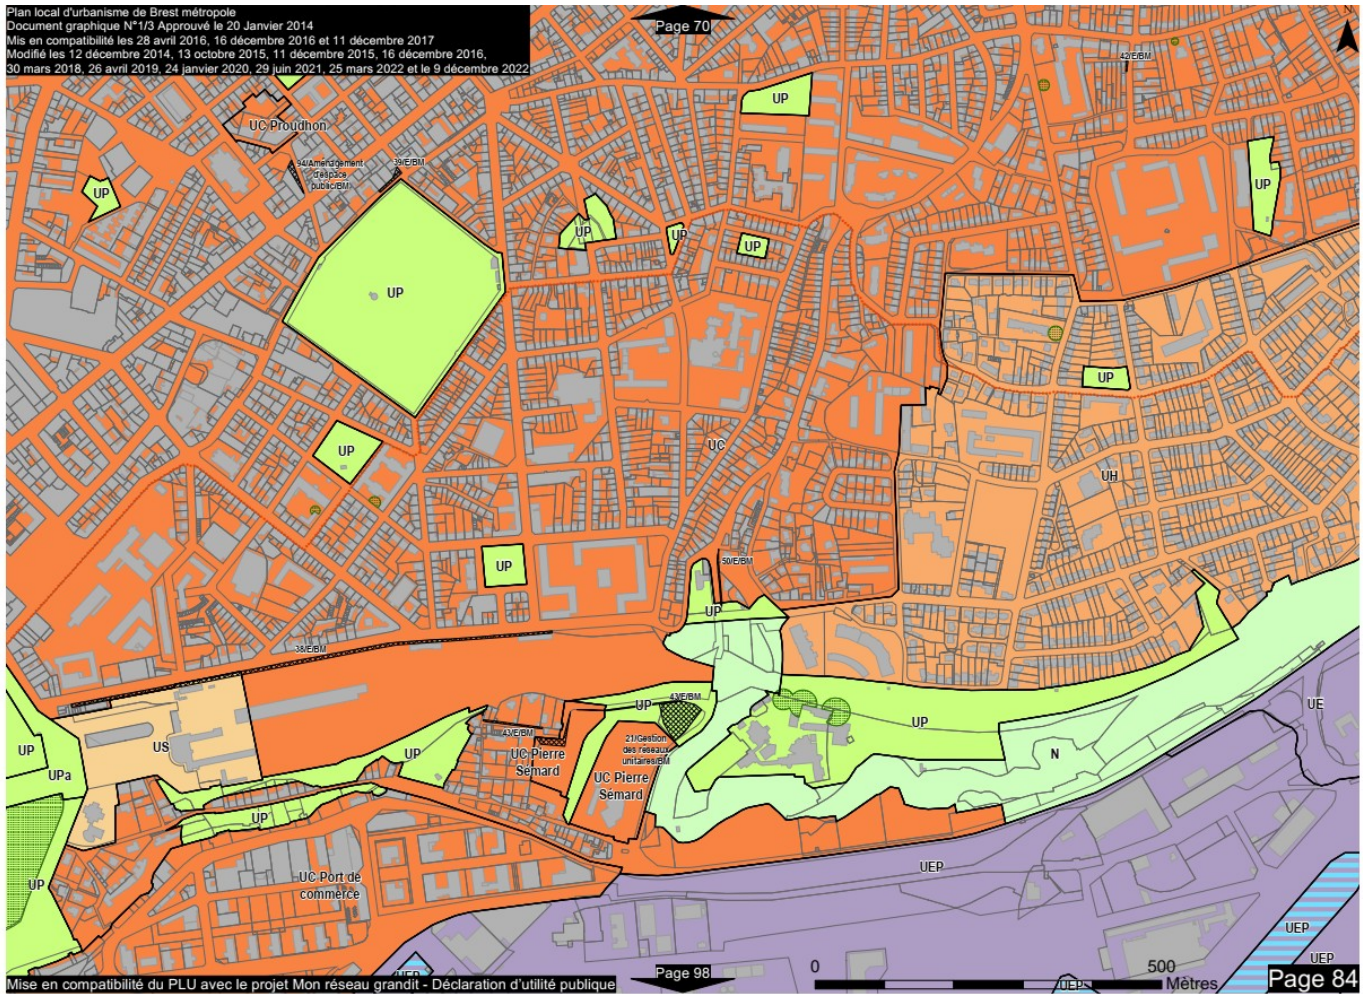 Plan local d'urbanisme de Brest métropole
Document graphique N°1/3 Approuvé le 20 Janvier 2014
Mis en compatibilité les 28 avril 2016, 16 décembre 2016 et 11 décembre 2017
Modifié les 12 décembre 2014, 13 octobre 2015, 11 décembre 2015, 16 décembre 2016,
30 mars 2018, 26 avril 2019, 24 janvier 2020, 29 juin 2021, 25 mars 2022 et le 9 décembre 2022
Page 70
42/E/BM
UP
UC Proudhon
94/Aménagement
d'espace
public/BM
39/E/BM
UP
UP
UP
UP
UP
UP
UP
UC
UP
UH
UP
50/E/BM
UP
38/E/BM
43/E/BM
UP
UP
UE
UP
US
UPa
UP
43/E/BM
UC Pierre
Sémard
21/Gestion
des réseaux
unitaires/BM
UC Pierre
Sémard
N
UP
UP
UEP
UC Port de
commerce
UEP
UEP
UEP
UEP
Page 98
0
500
Mètres
Page 84
Mise en compatibilité du PLU avec le projet Mon réseau grandit - Déclaration d'utilité publique